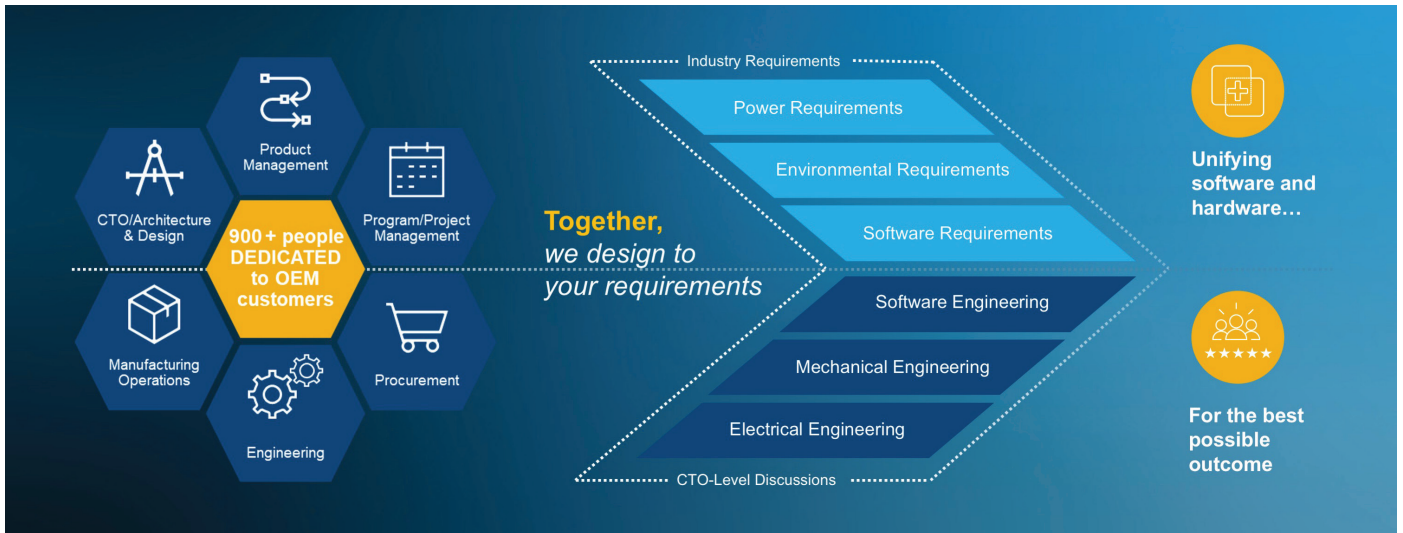 Product
Management
CTO/Architecture
& Design
Program/Project
Management
900+ people
DEDICATED
to OEM
customers
Manufacturing
Operations
Procurement
Engineering
Together,
we design to
your requirements
Industry Requirements
Power Requirements
Environmental Requirements
Software Requirements
Software Engineering
Mechanical Engineering
Electrical Engineering
CTO-Level Discussions
Unifying
software and
hardware…
For the best
possible
outcome